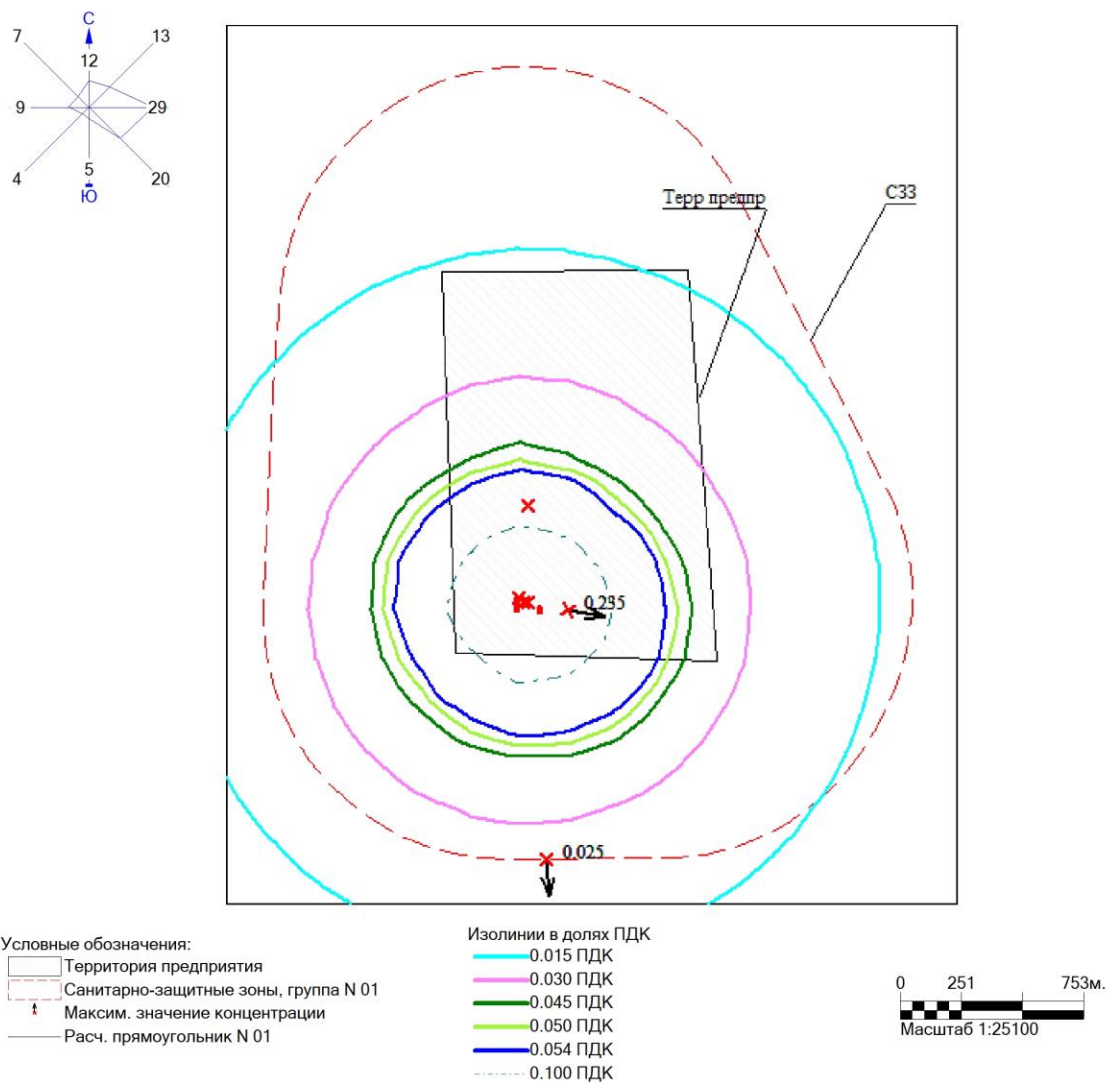 С
7
13
12
9
29
5
4
20
Ю
Терр предпр
СЗЗ
0.235
0.025
Условные обозначения:
Территория предприятия
Санитарно-защитные зоны, группа N 01
Максим. значение концентрации
Расч. прямоугольник N 01
Изолинии в долях ПДК
0.015 ПДК
0.030 ПДК
0.045 ПДК
0.050 ПДК
0.054 ПДК
0.100 ПДК
0 251 753м.
Масштаб 1:25100